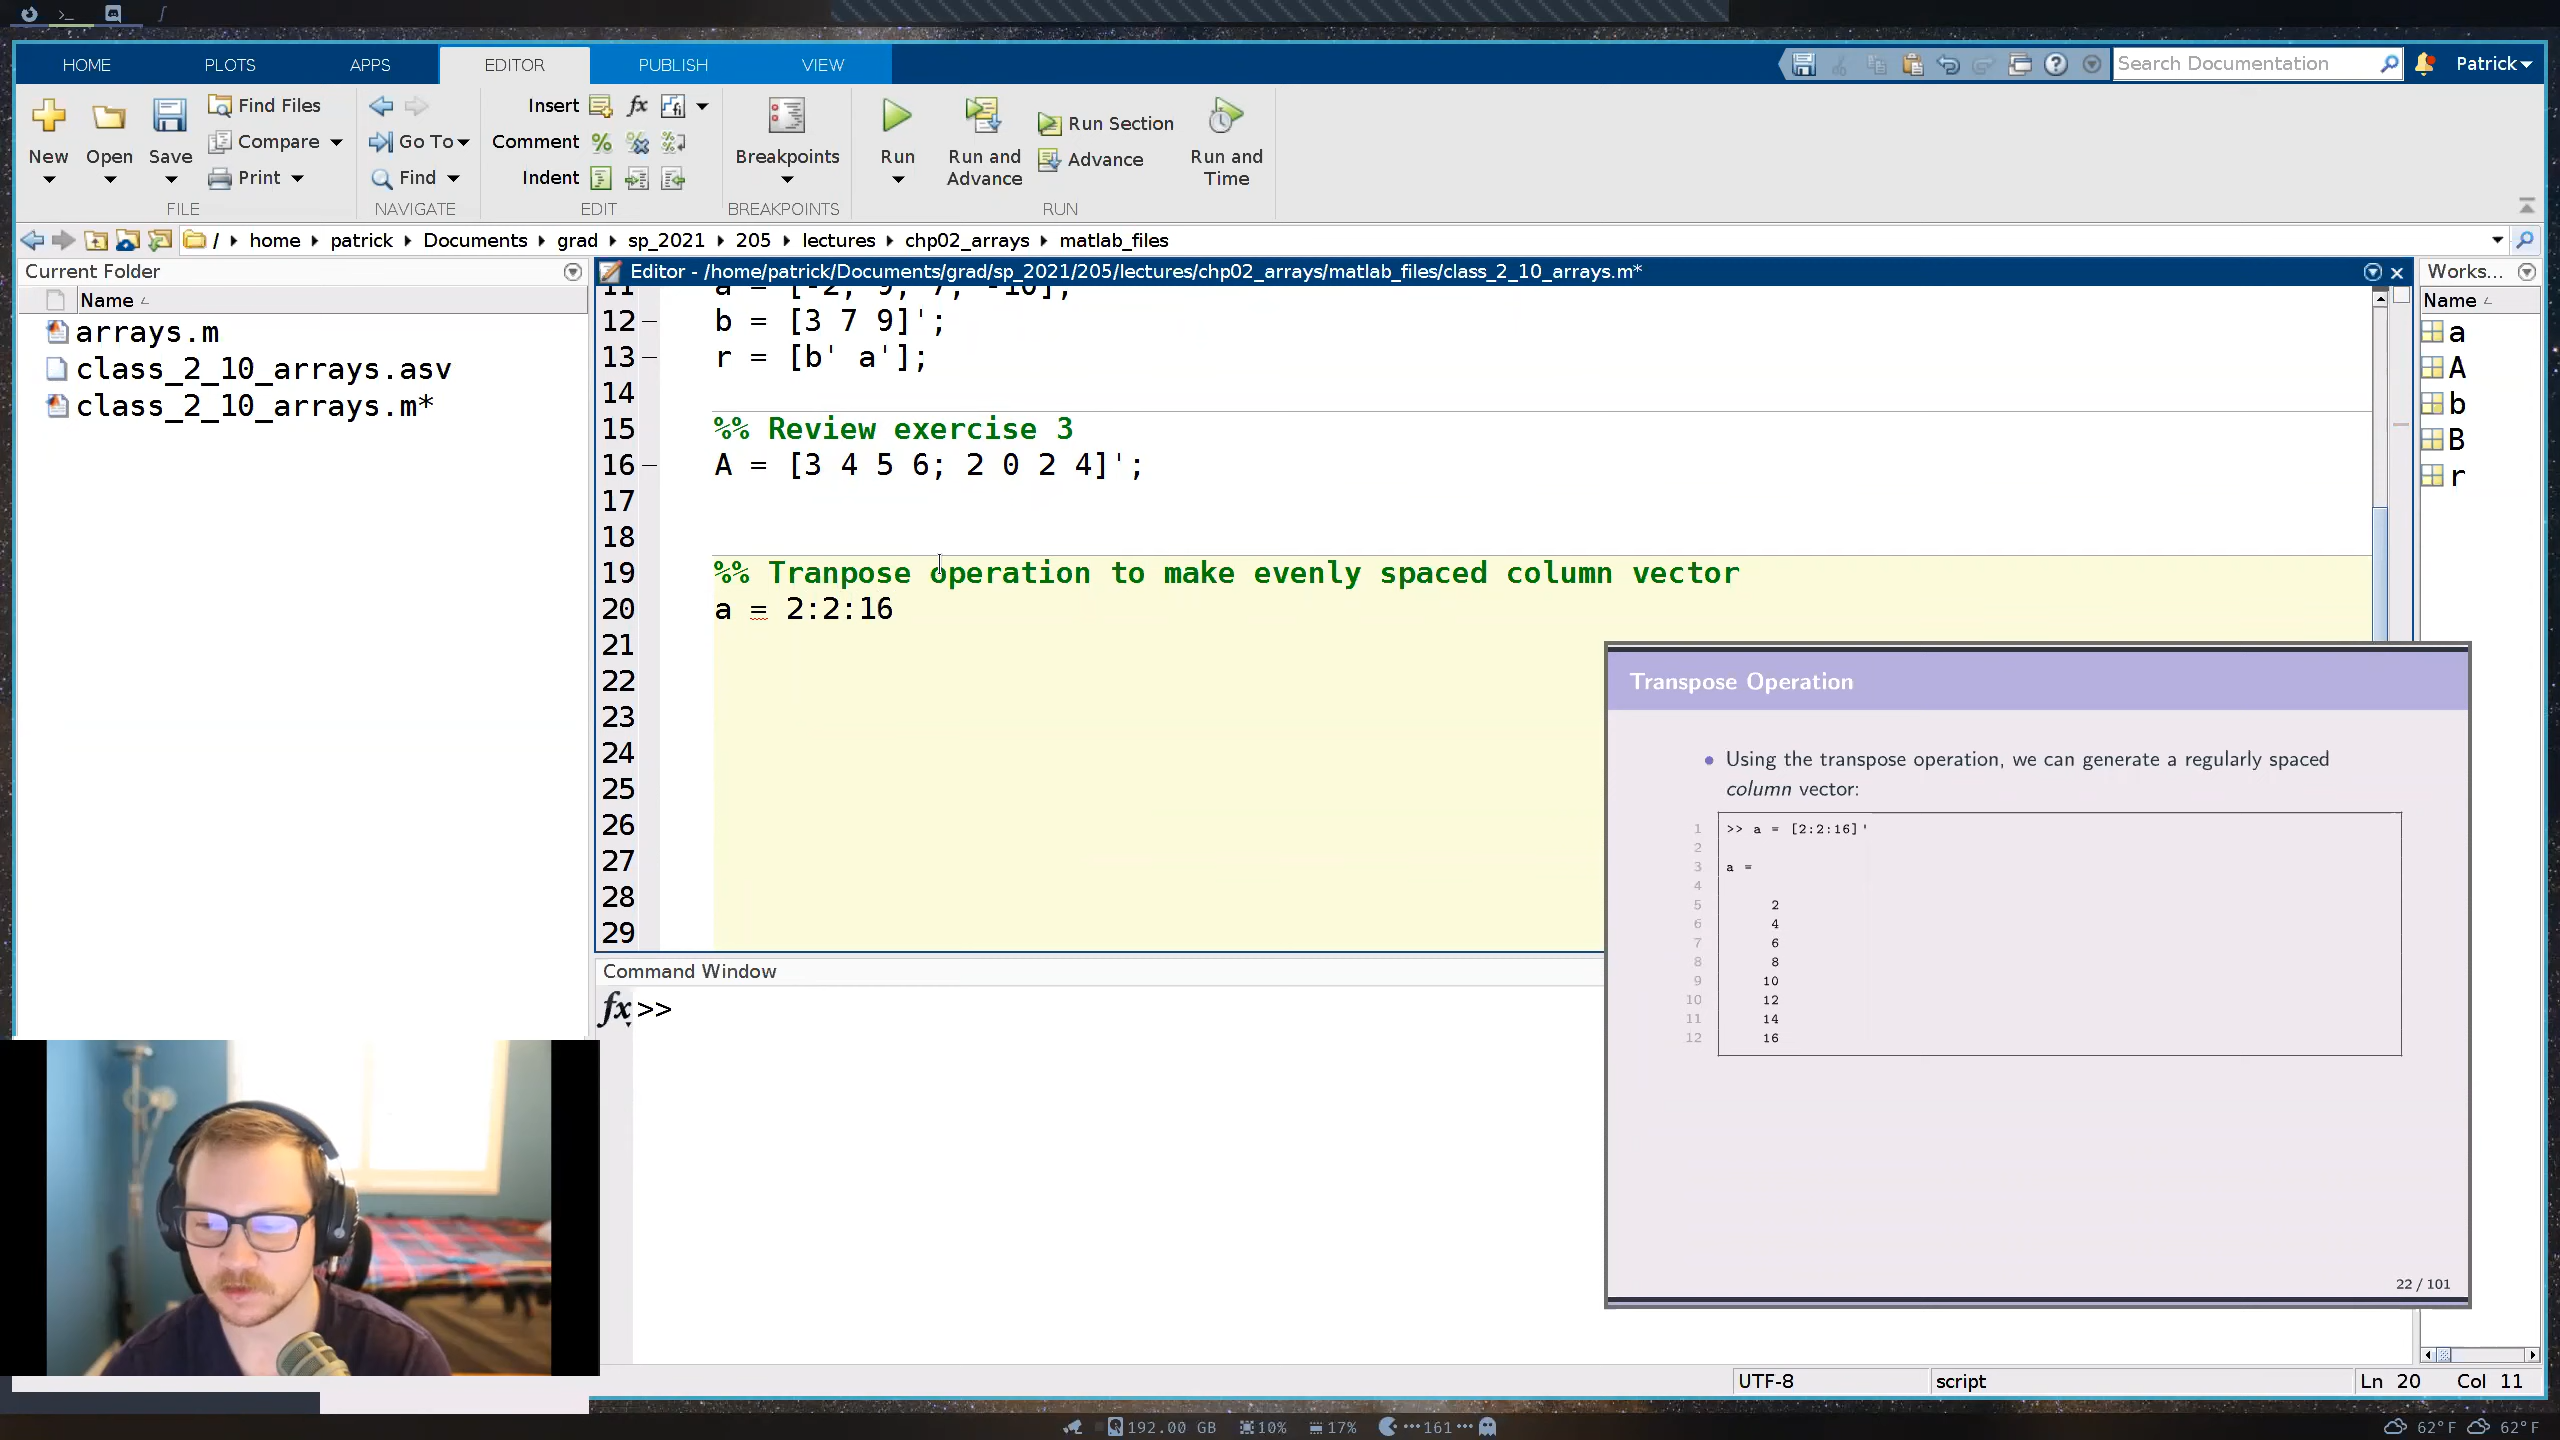 HOME PLOTS APPS EDITOR PUBLISH VIEW
Search Documentation
Patrick
New
Open
Save
Find Files
Compare
Print
FILE
Go To
Find
NAVIGATE
Insert
Comment
Indent
EDIT
Breakpoints
BREAKPOINTS
Run
Run and
Advance
Run Section
Advance
Run and
Time
RUN
/ home patrick Documents grad sp_2021 205 lectures chp02_arrays matlab_files
Current Folder
Name
arrays.m
class_2_10_arrays.asv
class_2_10_arrays.m*
Editor - /home/patrick/Documents/grad/sp_2021/205/lectures/chp02_arrays/matlab_files/class_2_10_arrays.m*
11 a = [-2, 9, 7, -10];
12 b = [3 7 9]';
13 r = [b' a'];
14
15 %% Review exercise 3
16 A = [3 4 5 6; 2 0 2 4]';
17
18
19 %% Tranpose operation to make evenly spaced column vector
20 a = 2:2:16
21
22
23
24
25
26
27
28
29
Command Window
fx >>
Works...
Name
a
A
b
B
r
Transpose Operation
• Using the transpose operation, we can generate a regularly spaced
column vector:
1 >> a = [2:2:16]'
2
3 a =
4
5 2
6 4
7 6
8 8
9 10
10 12
11 14
12 16
22 / 101
UTF-8 script Ln 20 Col 11
192.00 GB 10% 17% 161 62°F 62°F